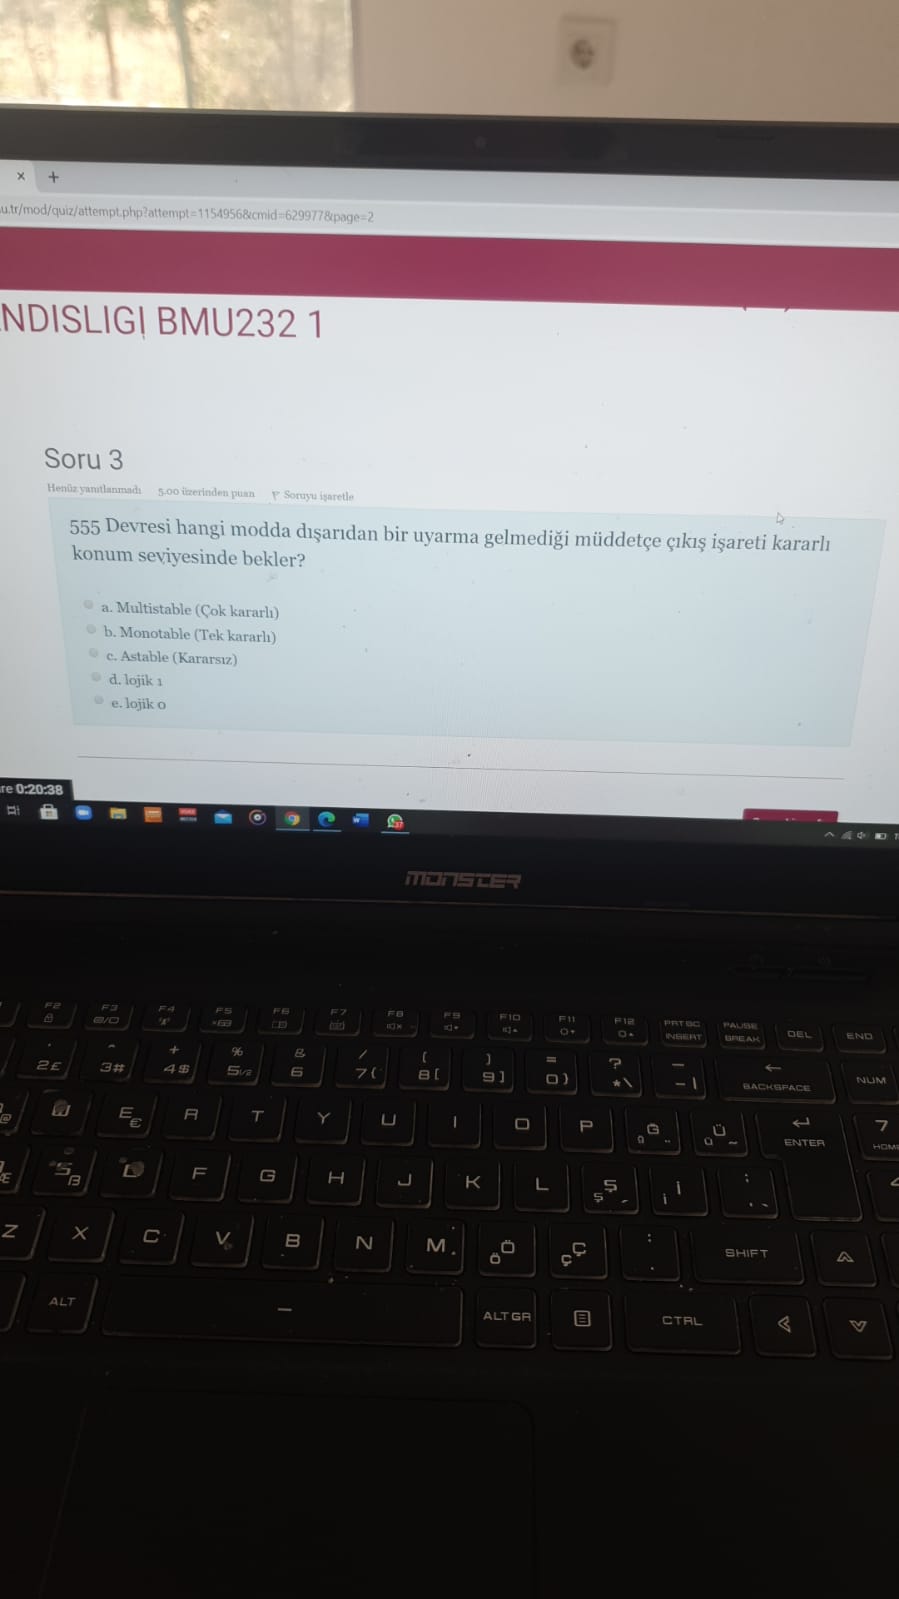 x +
u.tr/mod/quiz/attempt.php?attempt=1154956&cmid=629977&page=2
NDISLIGI BMU232 1
Soru 3
Henüz yanıtlanmadı 5.00 üzerinden puan Soruyu işaretle
555 Devresi hangi modda dışarıdan bir uyarma gelmediği müddetçe çıkış işareti kararlı
konum seviyesinde bekler?
a. Multistable (Çok kararlı)
b. Monotable (Tek kararlı)
c. Astable (Kararsız)
d. lojik 1
e. lojik 0
re 0:20:38
MONSTER
F2 F3 F4 F5 F6 F7 F8 F9 F10 F11 F12 PRT SC INSERT PAUSE BREAK DEL END
2£ 3# 4$ 5½ 6 7{ 8[ 9] 0} ?*\ -| BACKSPACE NUM
W E€ R T Y U I O P Ğ Ü ENTER 7 HOME
S ß D F G H J K L Ş İ ;
Z X C V B N M Ö Ç : . SHIFT
ALT ALT GR CTRL